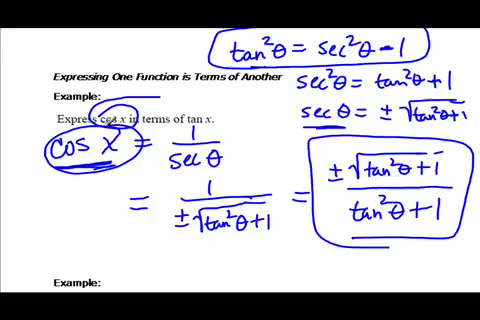 tan²θ = sec²θ - 1
Expressing One Function is Terms of Another
sec²θ = tan²θ + 1
Example:
sec θ = ± √tan²θ+1
Express cos x in terms of tan x.
cos x = 1 / sec θ
= 1 / ±√tan²θ+1 = ±√tan²θ+1 / tan²θ+1
Example: